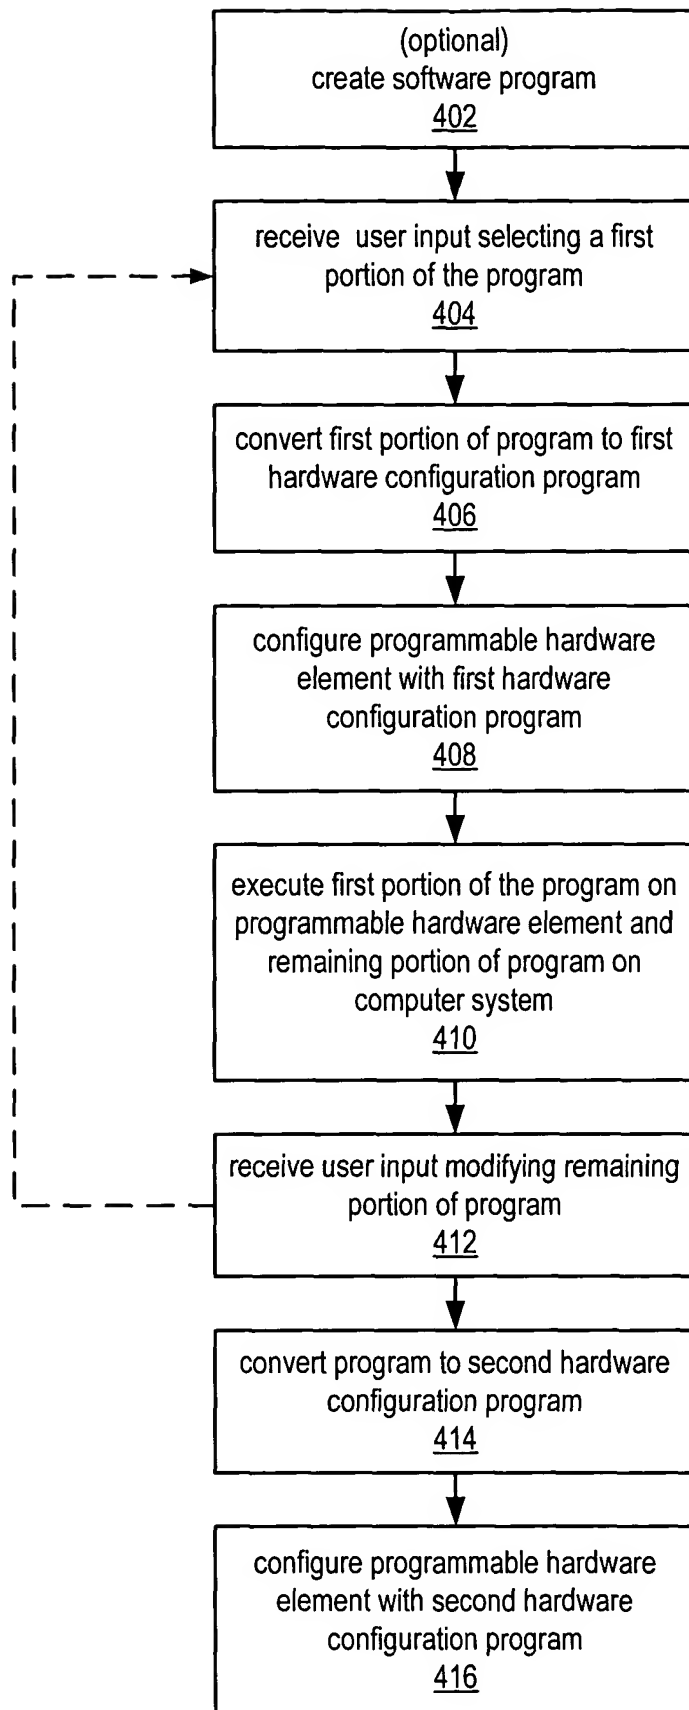 (optional)
create software program
402
receive user input selecting a first
portion of the program
404
convert first portion of program to first
hardware configuration program
406
configure programmable hardware
element with first hardware
configuration program
408
execute first portion of the program on
programmable hardware element and
remaining portion of program on
computer system
410
receive user input modifying remaining
portion of program
412
convert program to second hardware
configuration program
414
configure programmable hardware
element with second hardware
configuration program
416